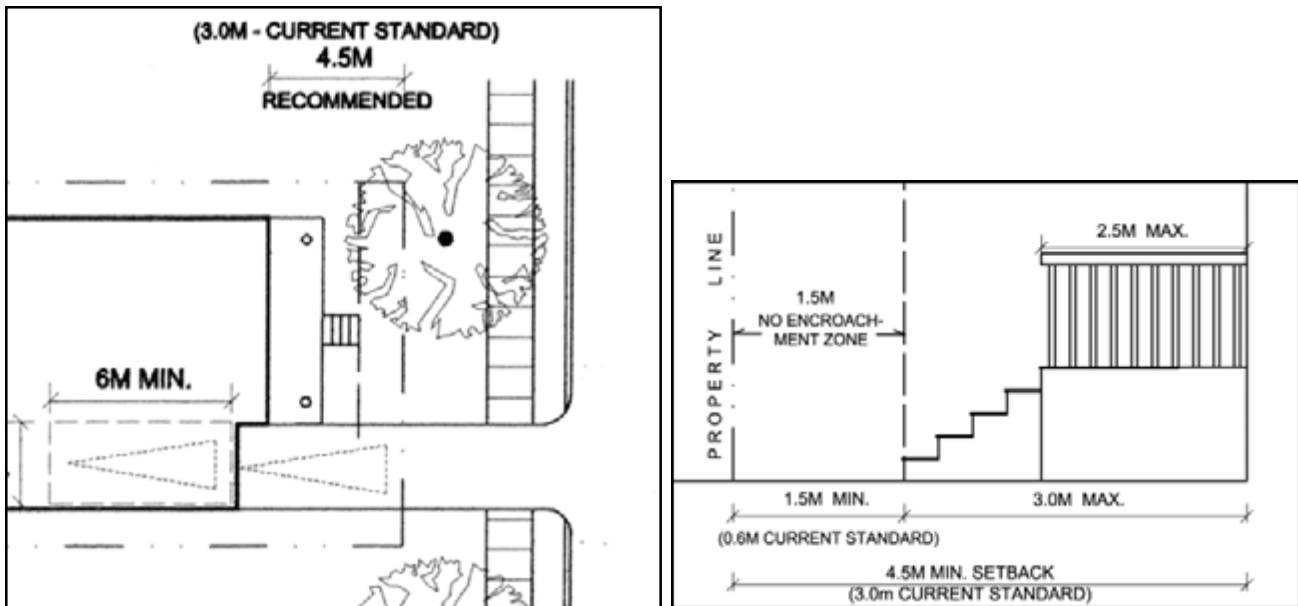 (3.0M - CURRENT STANDARD)
4.5M
RECOMMENDED
6M MIN.
PROPERTY LINE
2.5M MAX.
1.5M
NO ENCROACH-
MENT ZONE
1.5M MIN.
3.0M MAX.
(0.6M CURRENT STANDARD)
4.5M MIN. SETBACK
(3.0m CURRENT STANDARD)